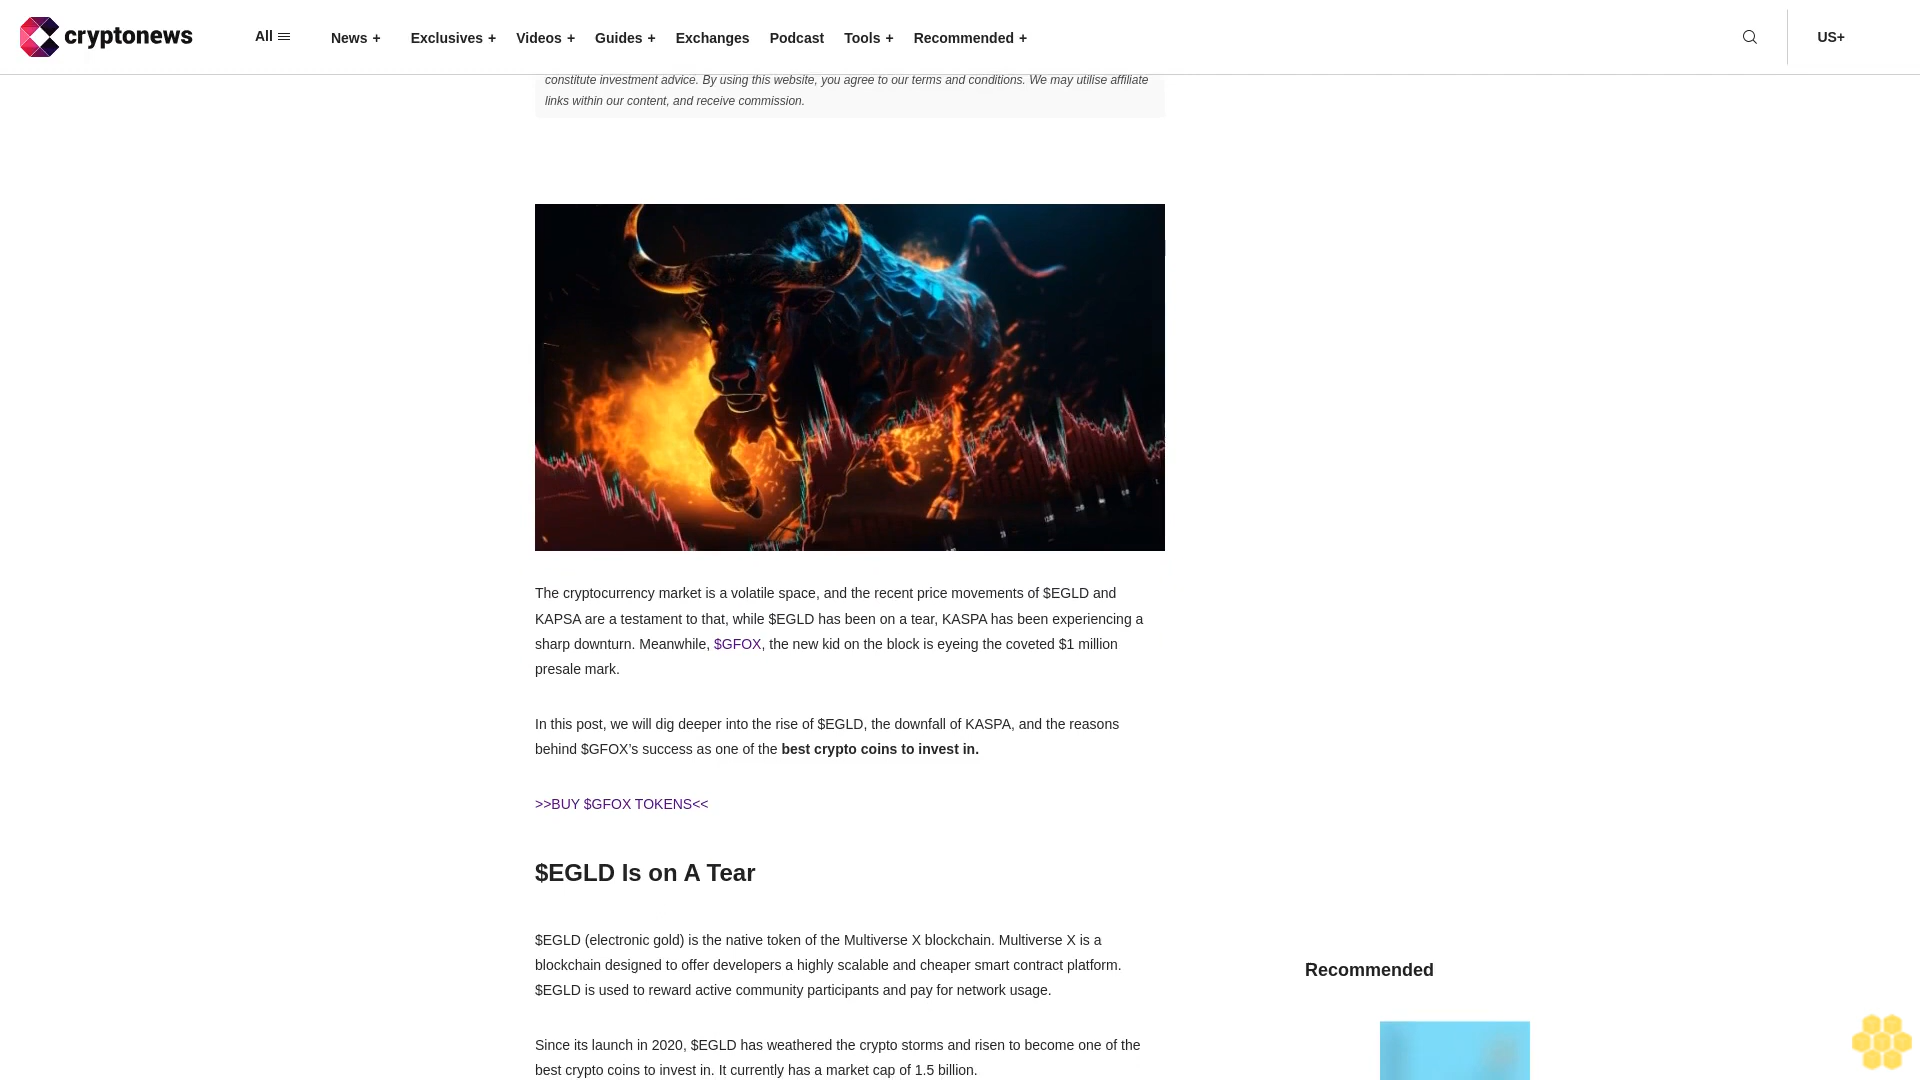 cryptonews
All
News +
Exclusives +
Videos +
Guides +
Exchanges
Podcast
Tools +
Recommended +
US+
constitute investment advice. By using this website, you agree to our terms and conditions. We may utilise affiliate
links within our content, and receive commission.
The cryptocurrency market is a volatile space, and the recent price movements of $EGLD and
KAPSA are a testament to that, while $EGLD has been on a tear, KASPA has been experiencing a
sharp downturn. Meanwhile, $GFOX, the new kid on the block is eyeing the coveted $1 million
presale mark.
In this post, we will dig deeper into the rise of $EGLD, the downfall of KASPA, and the reasons
behind $GFOX’s success as one of the best crypto coins to invest in.
>>BUY $GFOX TOKENS<<
$EGLD Is on A Tear
$EGLD (electronic gold) is the native token of the Multiverse X blockchain. Multiverse X is a
blockchain designed to offer developers a highly scalable and cheaper smart contract platform.
$EGLD is used to reward active community participants and pay for network usage.
Recommended
Since its launch in 2020, $EGLD has weathered the crypto storms and risen to become one of the
best crypto coins to invest in. It currently has a market cap of 1.5 billion.